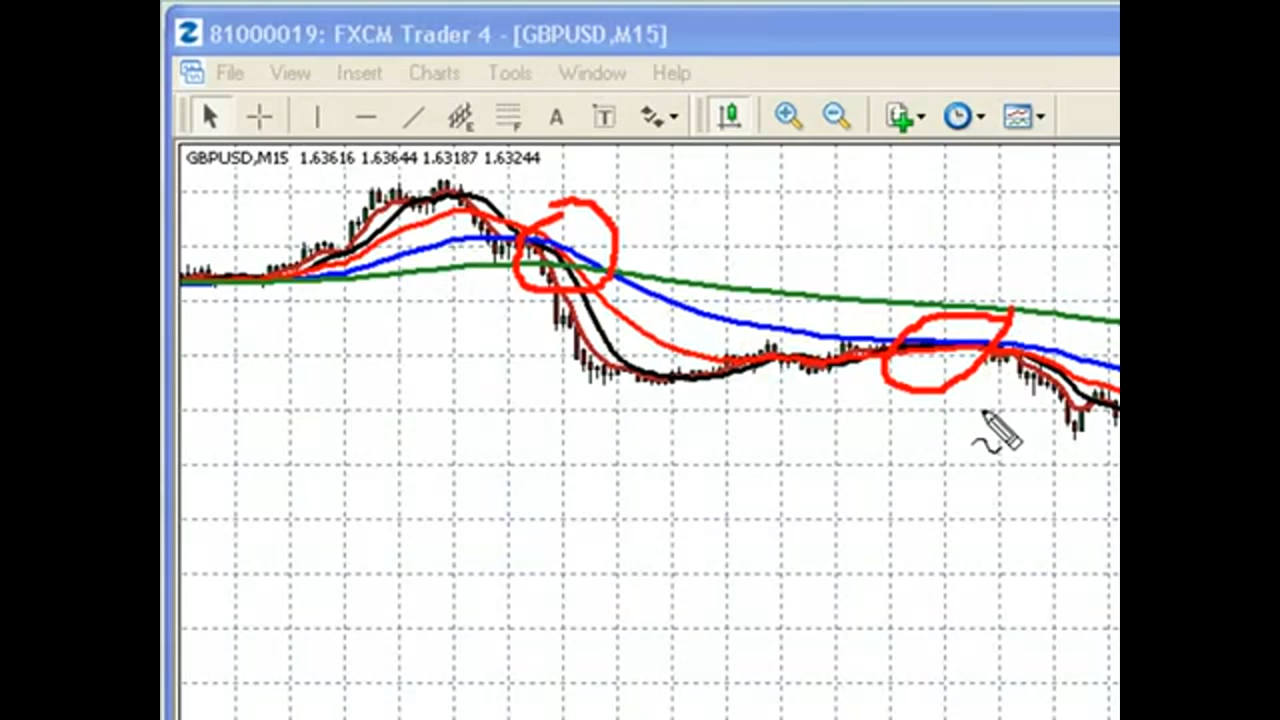 81000019: FXCM Trader 4 - [GBPUSD,M15]
File View Insert Charts Tools Window Help
E F A T
GBPUSD,M15 1.63616 1.63644 1.63187 1.63244